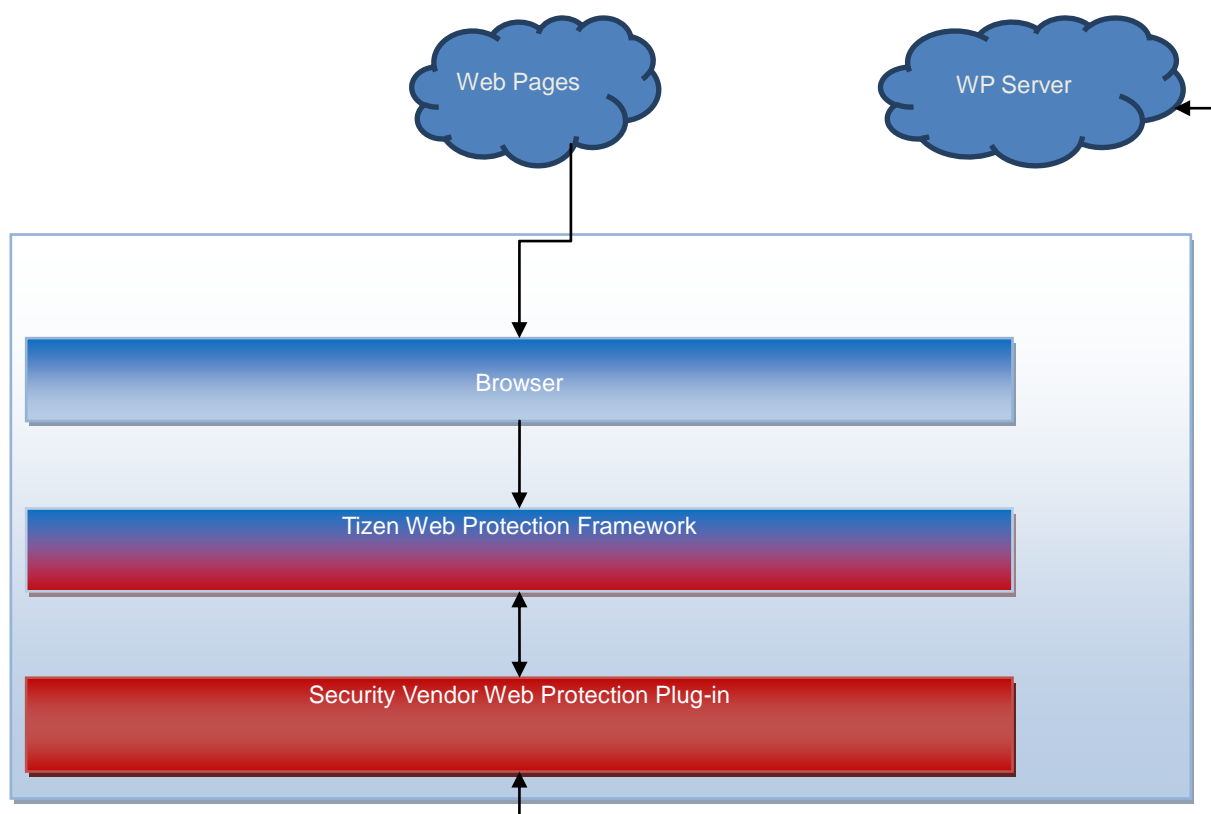 Web Pages
WP Server
Browser
Tizen Web Protection Framework
Security Vendor Web Protection Plug-in